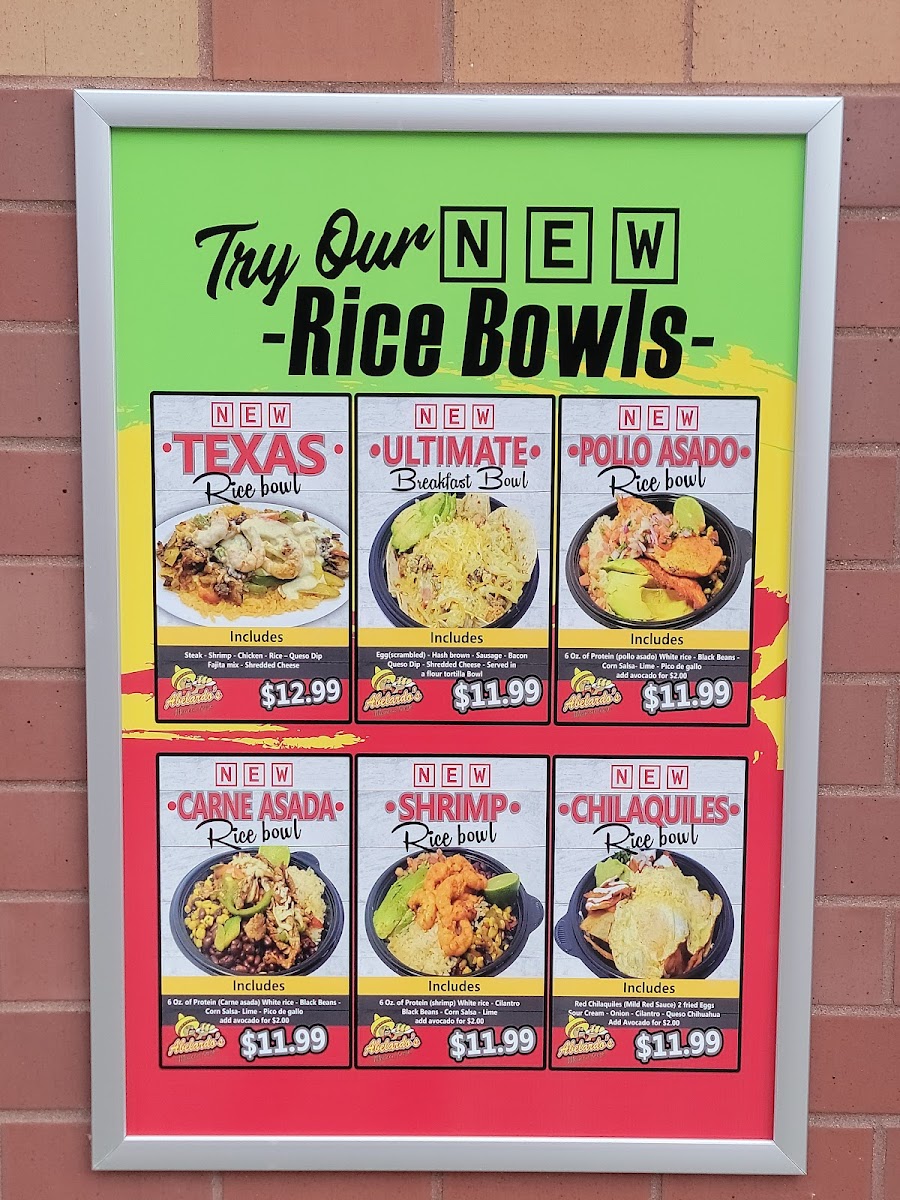 Try Our NEW
-Rice Bowls-
NEW
•TEXAS•
Rice bowl
Includes
Steak - Shrimp - Chicken - Rice - Queso Dip
Fajita mix - Shredded Cheese
Abelardo's
$12.99
NEW
•ULTIMATE•
Breakfast Bowl
Includes
Egg(scrambled) - Hash brown - Sausage - Bacon
Queso Dip - Shredded Cheese - Served in
a flour tortilla Bowl
Abelardo's
$11.99
NEW
•POLLO ASADO•
Rice bowl
Includes
6 Oz. of Protein (pollo asado) White rice - Black Beans -
Corn Salsa- Lime - Pico de gallo
add avocado for $2.00
Abelardo's
$11.99
NEW
•CARNE ASADA•
Rice bowl
Includes
6 Oz. of Protein (Carne asada) White rice - Black Beans -
Corn Salsa- Lime - Pico de gallo
add avocado for $2.00
Abelardo's
$11.99
NEW
•SHRIMP•
Rice bowl
Includes
6 Oz. of Protein (shrimp) White rice - Cilantro
Black Beans - Corn Salsa - Lime
add avocado for $2.00
Abelardo's
$11.99
NEW
•CHILAQUILES•
Rice bowl
Includes
Red Chilaquiles (Mild Red Sauce) 2 fried Eggs
Sour Cream - Onion - Cilantro - Queso Chihuahua
Add Avocado for $2.00
Abelardo's
$11.99